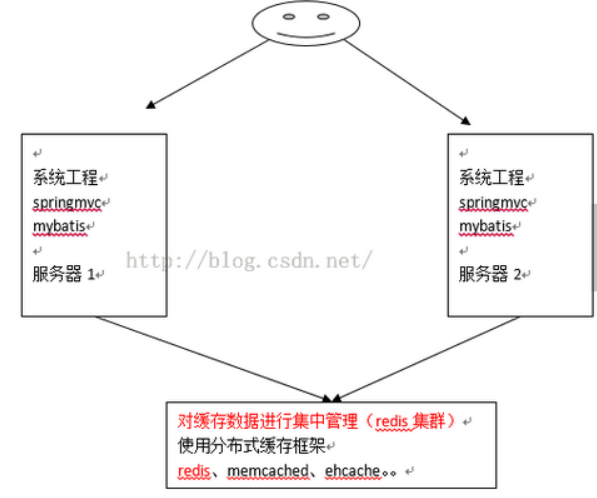 系统工程
springmvc
mybatis
服务器 1
系统工程
springmvc
mybatis
服务器 2
http://blog.csdn.net/
对缓存数据进行集中管理（redis 集群）
使用分布式缓存框架
redis、memcached、ehcache。。